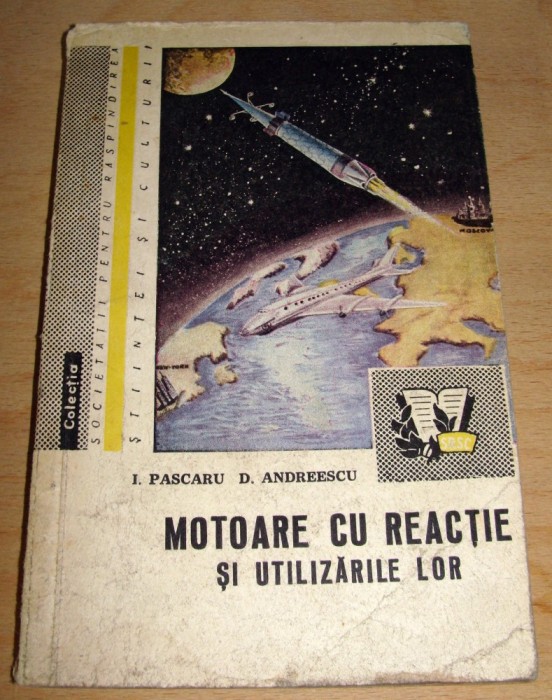 Colecția
SOCIETATII PENTRU RASPINDIREA
ȘTIINȚEI ȘI CULTURII
MOSCOVA
NEW-YORK
SRSC
I. PASCARU D. ANDREESCU
MOTOARE CU REACȚIE
ȘI UTILIZĂRILE LOR